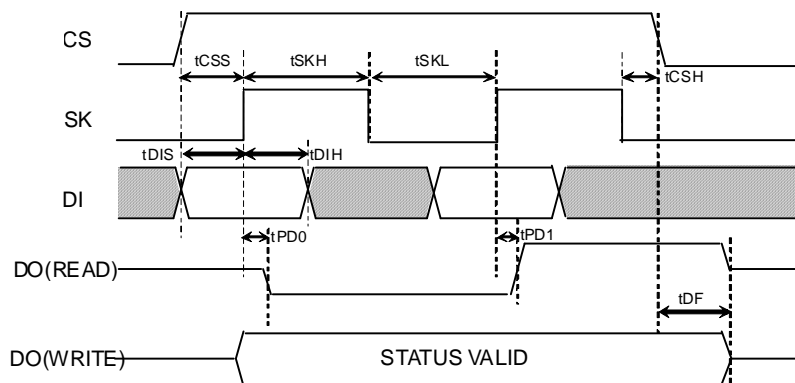 CS
tCSS tSKH tSKL tCSH
SK
tDIS tDIH
DI
tPD0 tPD1
DO(READ)
tDF
DO(WRITE) STATUS VALID